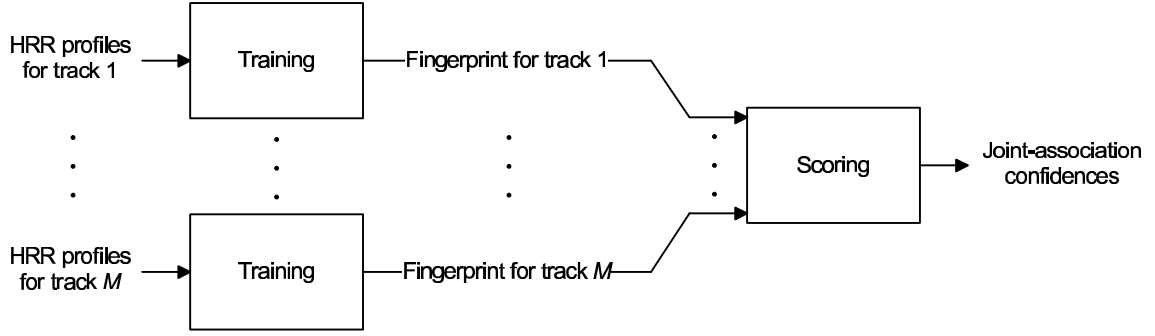 HRR profiles
for track 1
Training
Fingerprint for track 1
Scoring
Joint-association
confidences
HRR profiles
for track M
Training
Fingerprint for track M